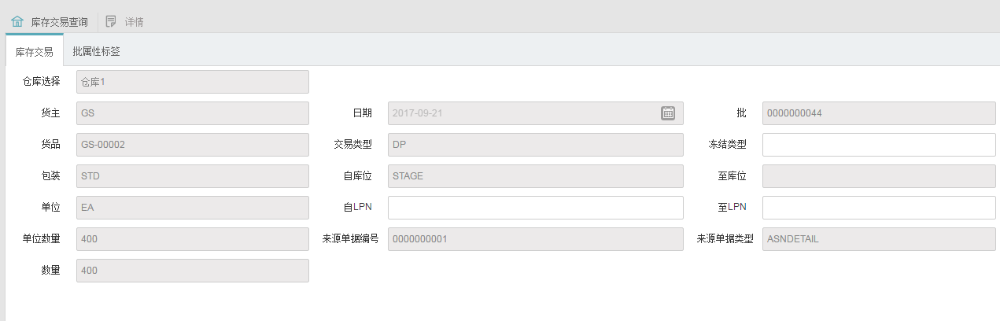 库存交易查询 详情
库存交易 批属性标签
仓库选择 仓库1
货主 GS 日期 2017-09-21 批 0000000044
货品 GS-00002 交易类型 DP 冻结类型
包装 STD 自库位 STAGE 至库位
单位 EA 自LPN 至LPN
单位数量 400 来源单据编号 0000000001 来源单据类型 ASNDETAIL
数量 400